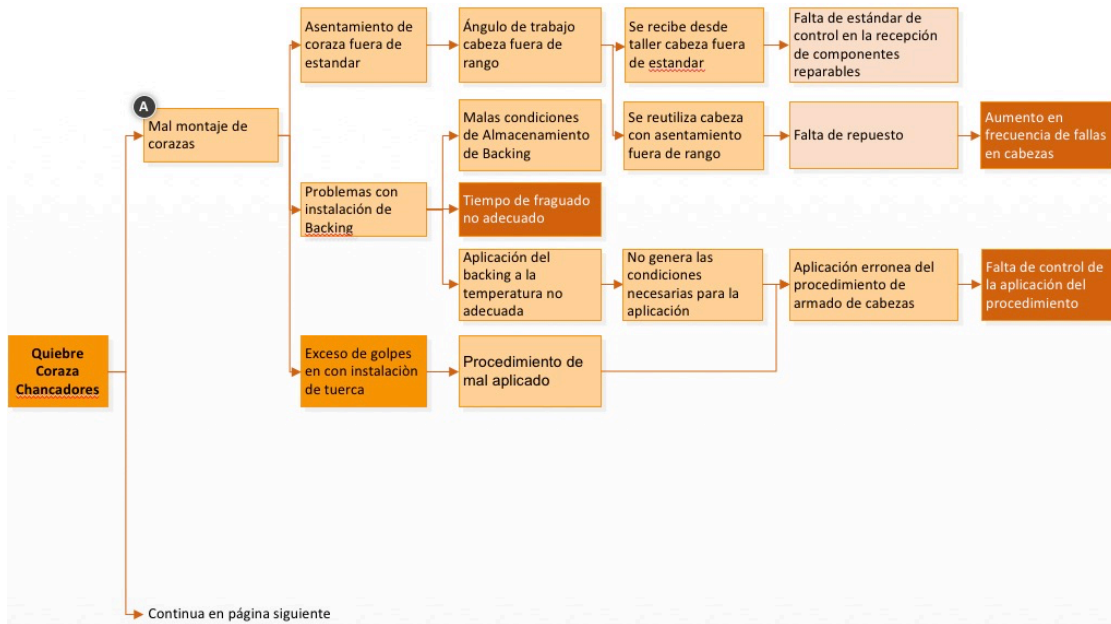 Asentamiento de
coraza fuera de
estandar
Ángulo de trabajo
cabeza fuera de
rango
Se recibe desde
taller cabeza fuera
de estandar
Falta de estándar de
control en la recepción
de componentes
reparables
A
Mal montaje de
corazas
Malas condiciones
de Almacenamiento
de Backing
Se reutiliza cabeza
con asentamiento
fuera de rango
Falta de repuesto
Aumento en
frecuencia de fallas
en cabezas
Problemas con
instalación de
Backing
Tiempo de fraguado
no adecuado
Aplicación del
backing a la
temperatura no
adecuada
No genera las
condiciones
necesarias para la
aplicación
Aplicación erronea del
procedimiento de
armado de cabezas
Falta de control de
la aplicación del
procedimiento
Quiebre
Coraza
Chancadores
Exceso de golpes
en con instalaciòn
de tuerca
Procedimiento de
mal aplicado
Continua en página siguiente